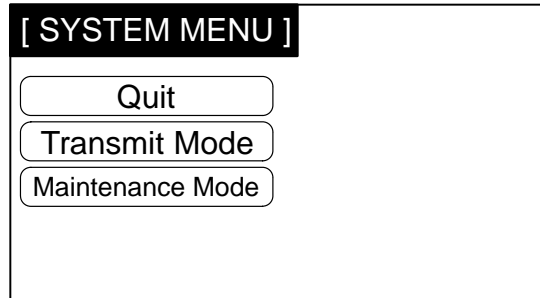 [ SYSTEM MENU ]
Quit
Transmit Mode
Maintenance Mode